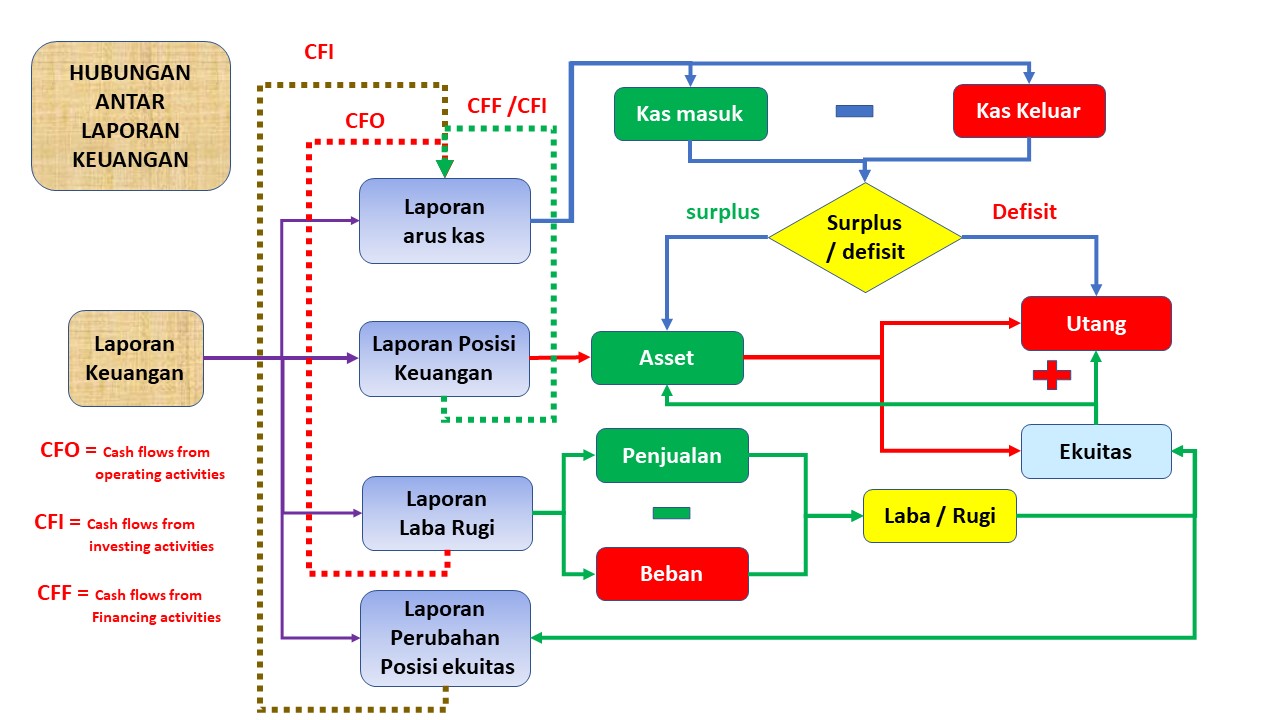 HUBUNGAN
ANTAR
LAPORAN
KEUANGAN
CFI
CFO
CFF /CFI
Kas masuk
Kas Keluar
Laporan
arus kas
surplus
Surplus
/ defisit
Defisit
Laporan
Keuangan
Laporan Posisi
Keuangan
Asset
Utang
Ekuitas
Penjualan
Laporan
Laba Rugi
Laba / Rugi
Beban
Laporan
Perubahan
Posisi ekuitas
CFO = Cash flows from
operating activities
CFI = Cash flows from
investing activities
CFF = Cash flows from
Financing activities